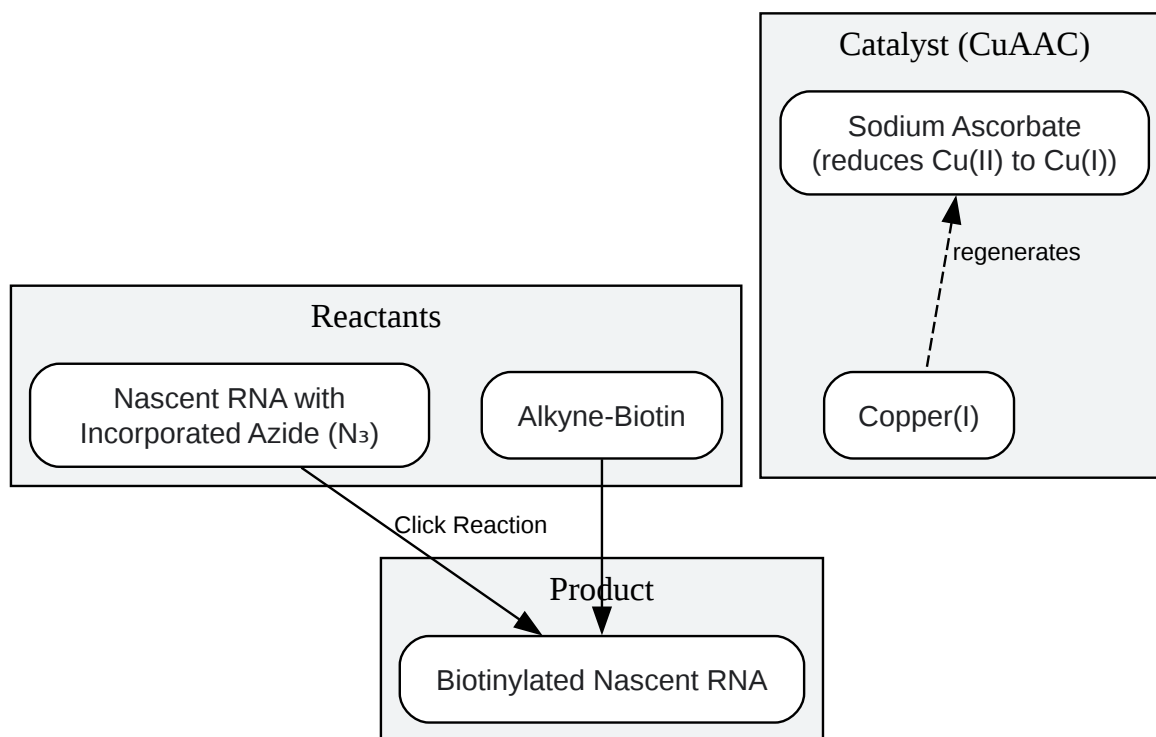 Catalyst (CuAAC)
Sodium Ascorbate
(reduces Cu(II) to Cu(I))
regenerates
Copper(I)
Reactants
Nascent RNA with
Incorporated Azide (N₃)
Alkyne-Biotin
Click Reaction
Product
Biotinylated Nascent RNA